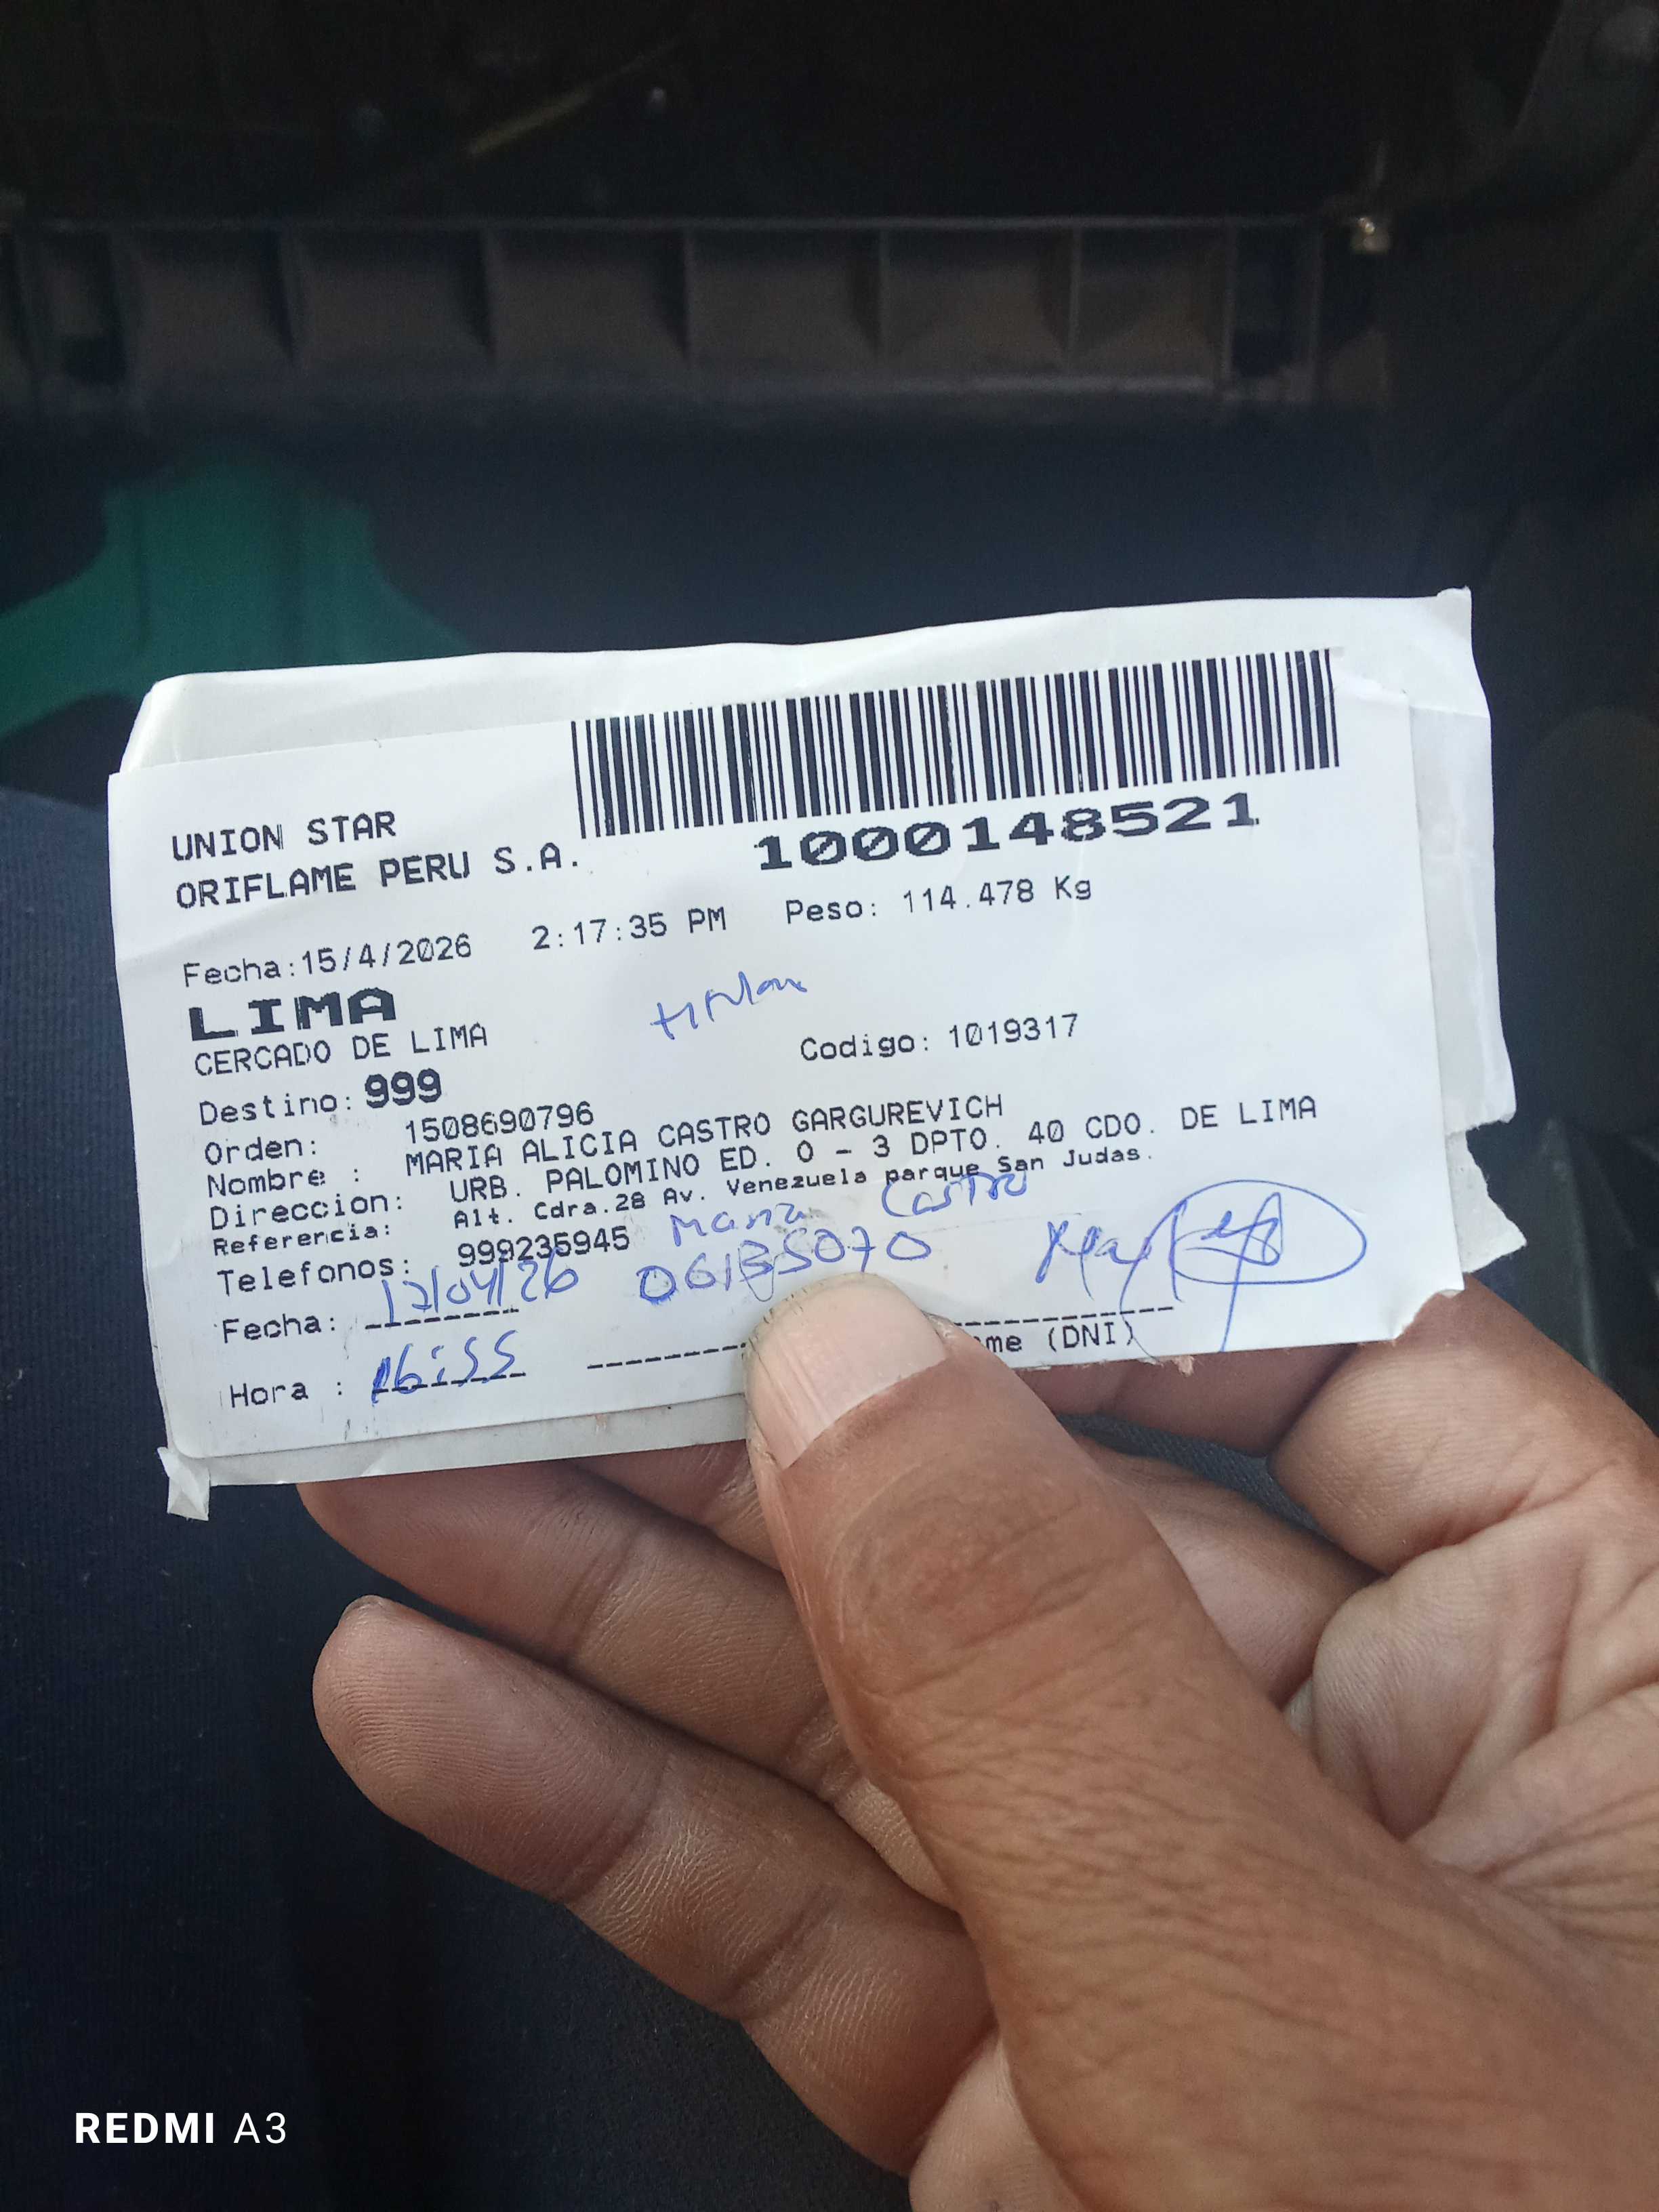 UNION STAR
ORIFLAME PERU S.A.
1000148521
Fecha:15/4/2026 2:17:35 PM Peso: 114.478 Kg
LIMA
titular
CERCADO DE LIMA
Codigo: 1019317
Destino: 999
Orden: 1508690796
Nombre : MARIA ALICIA CASTRO GARGUREVICH
Direccion: URB. PALOMINO ED. O - 3 DPTO. 40 CDO. DE LIMA
Referencia: Alt. Cdra.28 Av. Venezuela parque San Judas.
Telefonos: 999235945
Maria Castro
Fecha: 17/04/26 06135070
Hora : 16:55
me (DNI)
REDMI A3